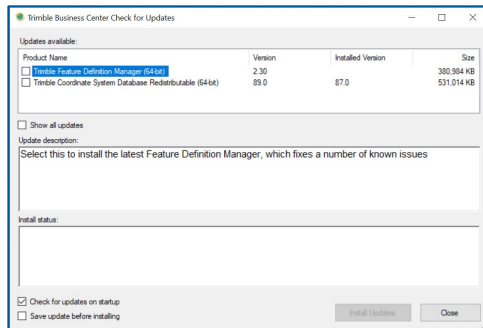 Trimble Business Center Check for Updates
Updates available:
Product Name Version Installed Version Size
Trimble Feature Definition Manager (64-bit) 2.30 380,984 KB
Trimble Coordinate System Database Redistributable (64-bit) 89.0 87.0 531,014 KB
Show all updates
Update description:
Select this to install the latest Feature Definition Manager, which fixes a number of known issues
Install status:
Check for updates on startup
Save update before installing
Install Updates Close